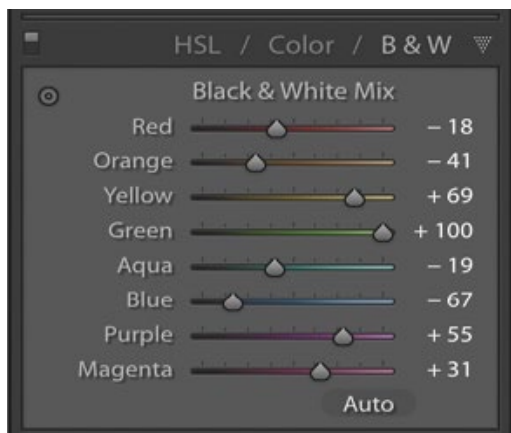 HSL / Color / B & W
Black & White Mix
Red – 18
Orange – 41
Yellow + 69
Green + 100
Aqua – 19
Blue – 67
Purple + 55
Magenta + 31
Auto